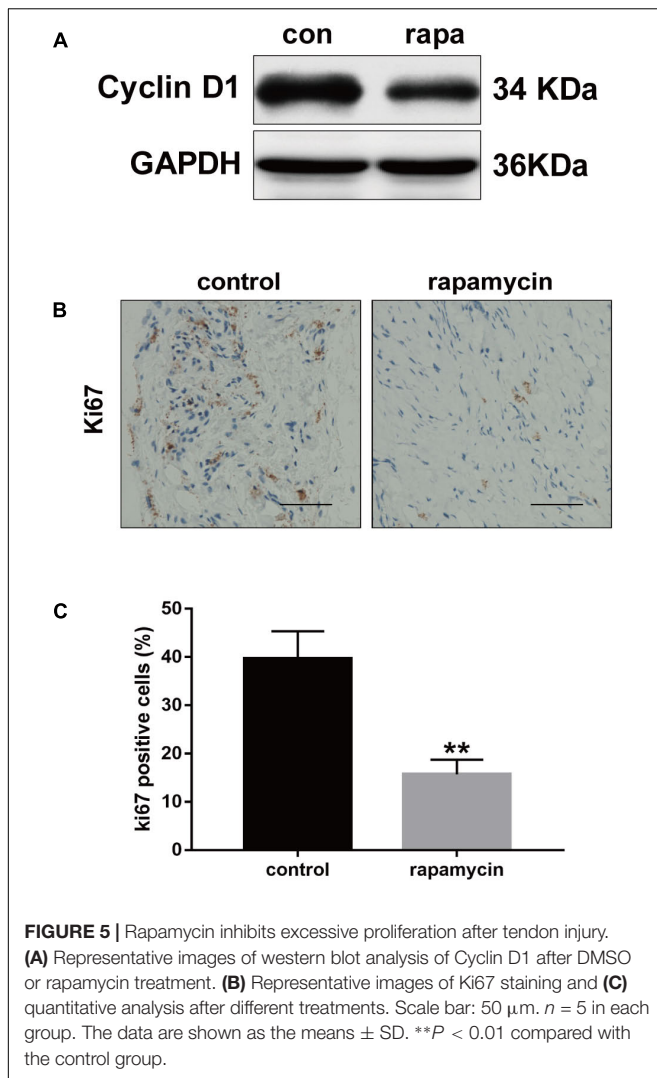 A
con rapa
Cyclin D1 34 KDa
GAPDH 36KDa
control rapamycin
B
Ki67
C
ki67 positive cells (%)
50
40
30
20
10
0
**
control rapamycin
FIGURE 5 | Rapamycin inhibits excessive proliferation after tendon injury.
(A) Representative images of western blot analysis of Cyclin D1 after DMSO
or rapamycin treatment. (B) Representative images of Ki67 staining and (C)
quantitative analysis after different treatments. Scale bar: 50 μm. n = 5 in each
group. The data are shown as the means ± SD. **P < 0.01 compared with
the control group.